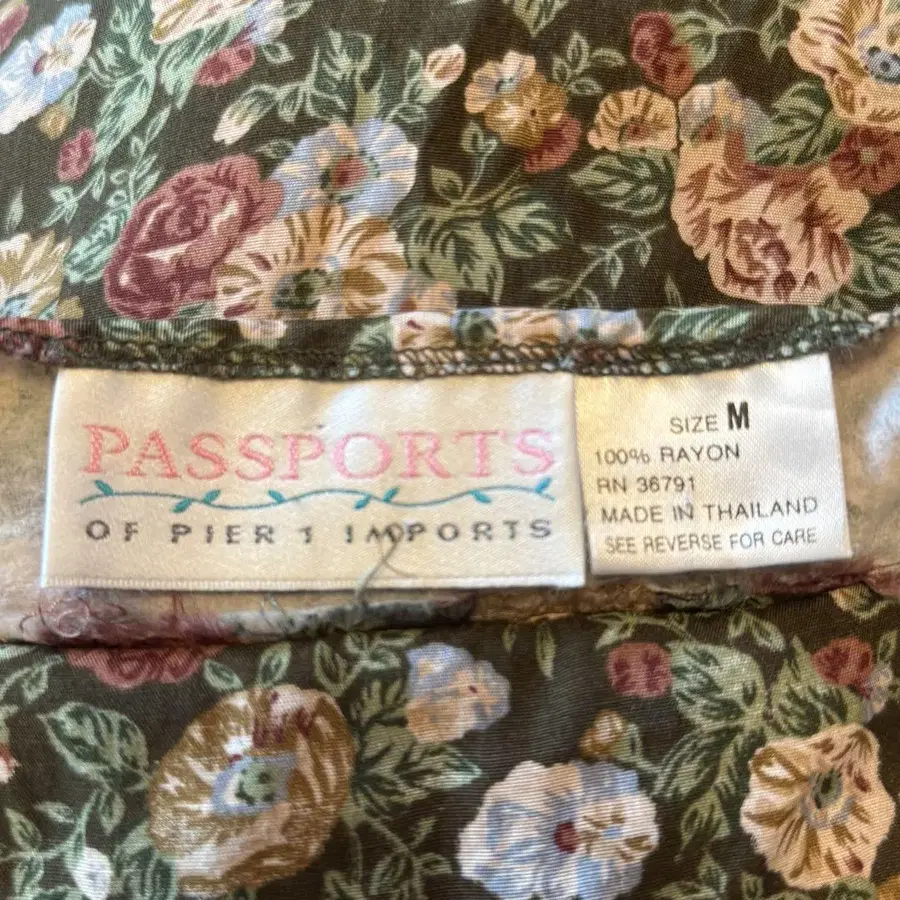 PASSPORTS
OF PIER 1 IMPORTS
SIZE M
100% RAYON
RN 36791
MADE IN THAILAND
SEE REVERSE FOR CARE